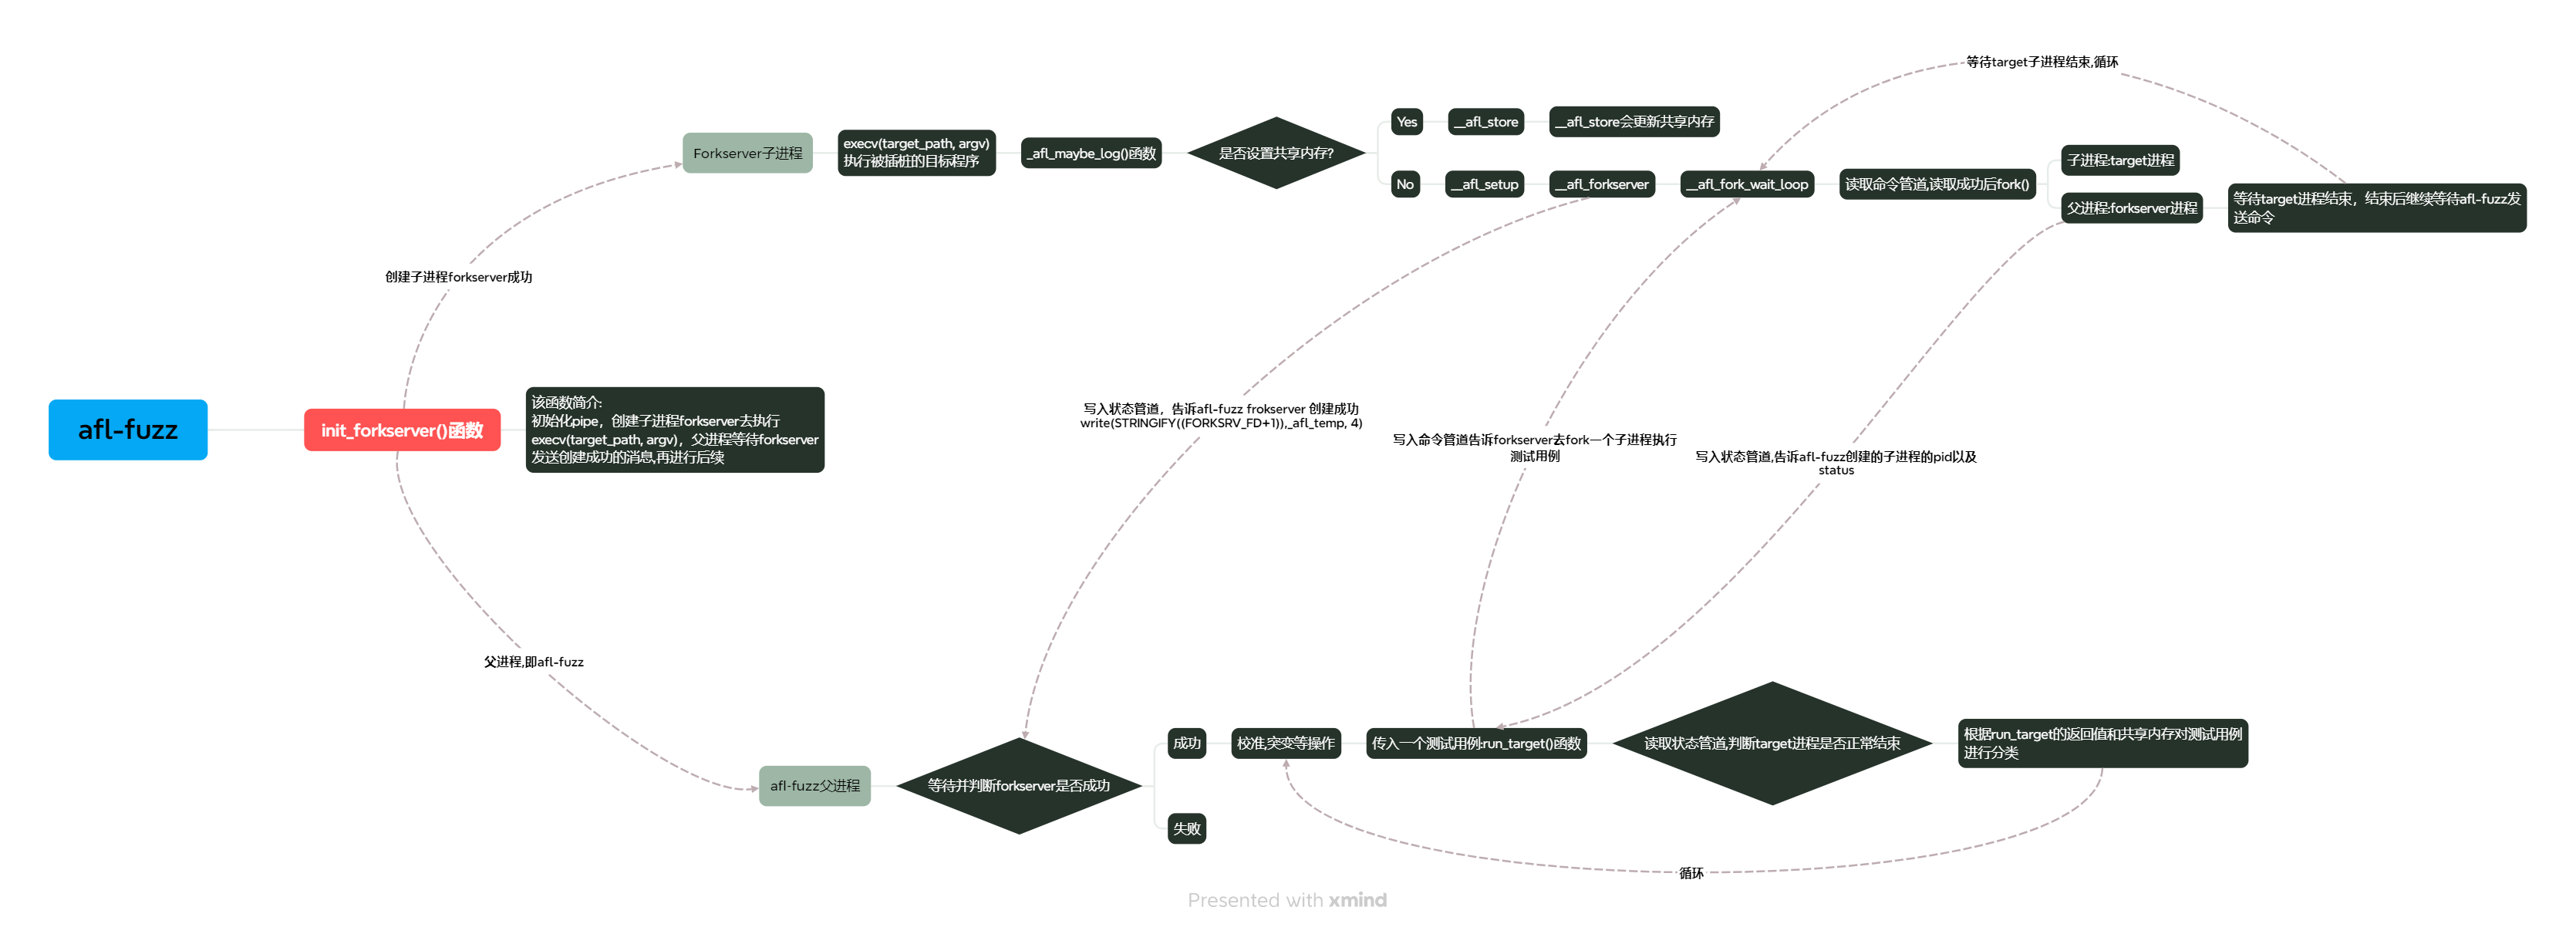 等待target子进程结束,循环
Yes
__afl_store
__afl_store会更新共享内存
Forkserver子进程
execv(target_path, argv)
执行被插桩的目标程序
_afl_maybe_log()函数
是否设置共享内存?
No
__afl_setup
__afl_forkserver
__afl_fork_wait_loop
读取命令管道,读取成功后fork()
子进程:target进程
父进程:forkserver进程
等待target进程结束，结束后继续等待afl-fuzz发
送命令
创建子进程forkserver成功
afl-fuzz
init_forkserver()函数
该函数简介:
初始化pipe，创建子进程forkserver去执行
execv(target_path, argv)，父进程等待forkserver
发送创建成功的消息,再进行后续
写入状态管道，告诉afl-fuzz frokserver 创建成功
write(STRINGIFY((FORKSRV_FD+1)),_afl_temp, 4)
写入命令管道告诉forkserver去fork一个子进程执行
测试用例
写入状态管道,告诉afl-fuzz创建的子进程的pid以及
status
父进程,即afl-fuzz
afl-fuzz父进程
等待并判断forkserver是否成功
成功
失败
校准,突变等操作
传入一个测试用例:run_target()函数
读取状态管道,判断target进程是否正常结束
根据run_target的返回值和共享内存对测试用例
进行分类
循环
Presented with xmind